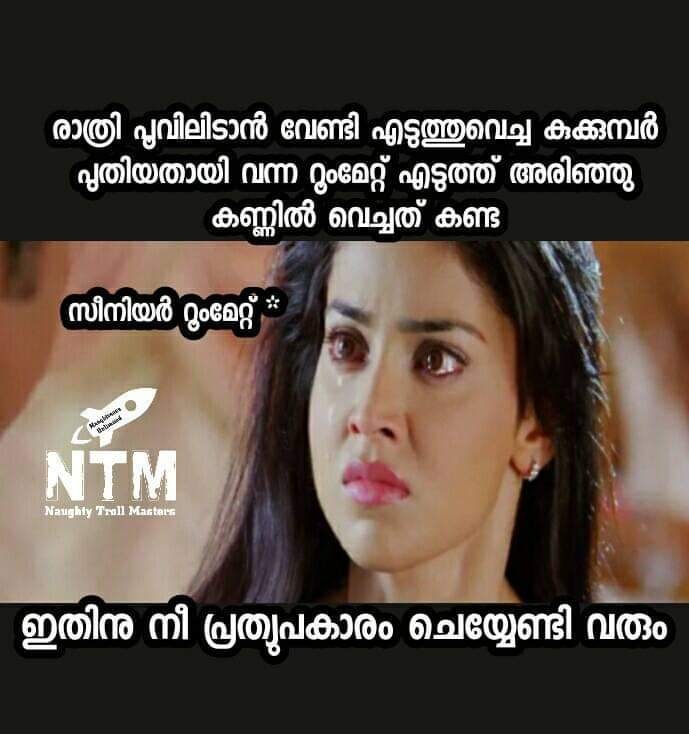 രാത്രി പൂവിലിടാൻ വേണ്ടി എടുത്തുവെച്ച കുക്കുമ്പർ
പുതിയതായി വന്ന റൂംമേറ്റ് എടുത്ത് അരിഞ്ഞു
കണ്ണിൽ വെച്ചത് കണ്ട
സീനിയർ റൂംമേറ്റ് *
NTM
Naughty Troll Masters
ഇതിനു നീ പ്രത്യുപകാരം ചെയ്യേണ്ടി വരും